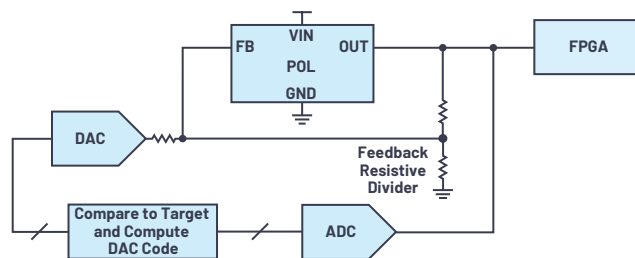 VIN
FB
OUT
POL
GND
FPGA
DAC
Feedback
Resistive
Divider
Compare to Target
and Compute
DAC Code
ADC